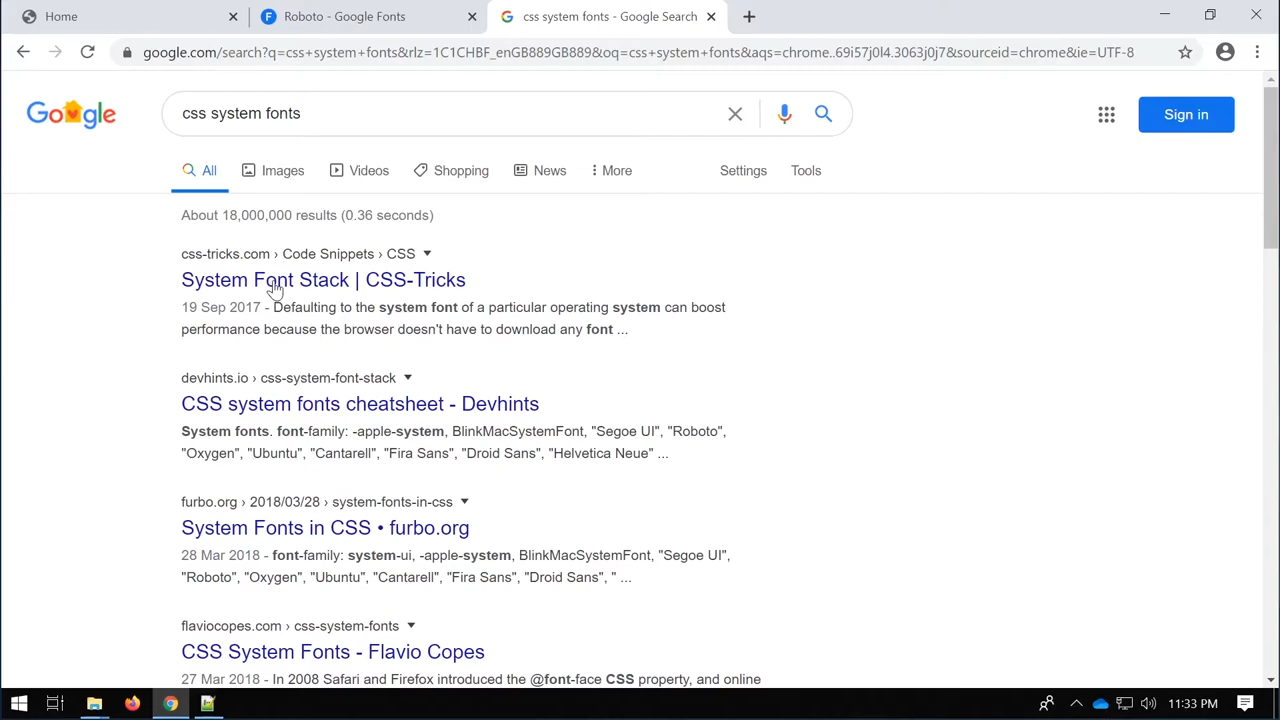 Home
Roboto - Google Fonts
css system fonts - Google Search
google.com/search?q=css+system+fonts&rlz=1C1CHBF_enGB889GB889&oq=css+system+fonts&aqs=chrome..69i57j0l4.3063j0j7&sourceid=chrome&ie=UTF-8
Google
css system fonts
Sign in
All
Images
Videos
Shopping
News
More
Settings
Tools
About 18,000,000 results (0.36 seconds)
css-tricks.com › Code Snippets › CSS
System Font Stack | CSS-Tricks
19 Sep 2017 - Defaulting to the system font of a particular operating system can boost
performance because the browser doesn't have to download any font ...
devhints.io › css-system-font-stack
CSS system fonts cheatsheet - Devhints
System fonts. font-family: -apple-system, BlinkMacSystemFont, "Segoe UI", "Roboto",
"Oxygen", "Ubuntu", "Cantarell", "Fira Sans", "Droid Sans", "Helvetica Neue" ...
furbo.org › 2018/03/28 › system-fonts-in-css
System Fonts in CSS • furbo.org
28 Mar 2018 - font-family: system-ui, -apple-system, BlinkMacSystemFont, "Segoe UI",
"Roboto", "Oxygen", "Ubuntu", "Cantarell", "Fira Sans", "Droid Sans", " ...
flaviocopes.com › css-system-fonts
CSS System Fonts - Flavio Copes
27 Mar 2018 - In 2008 Safari and Firefox introduced the @font-face CSS property, and online
11:33 PM